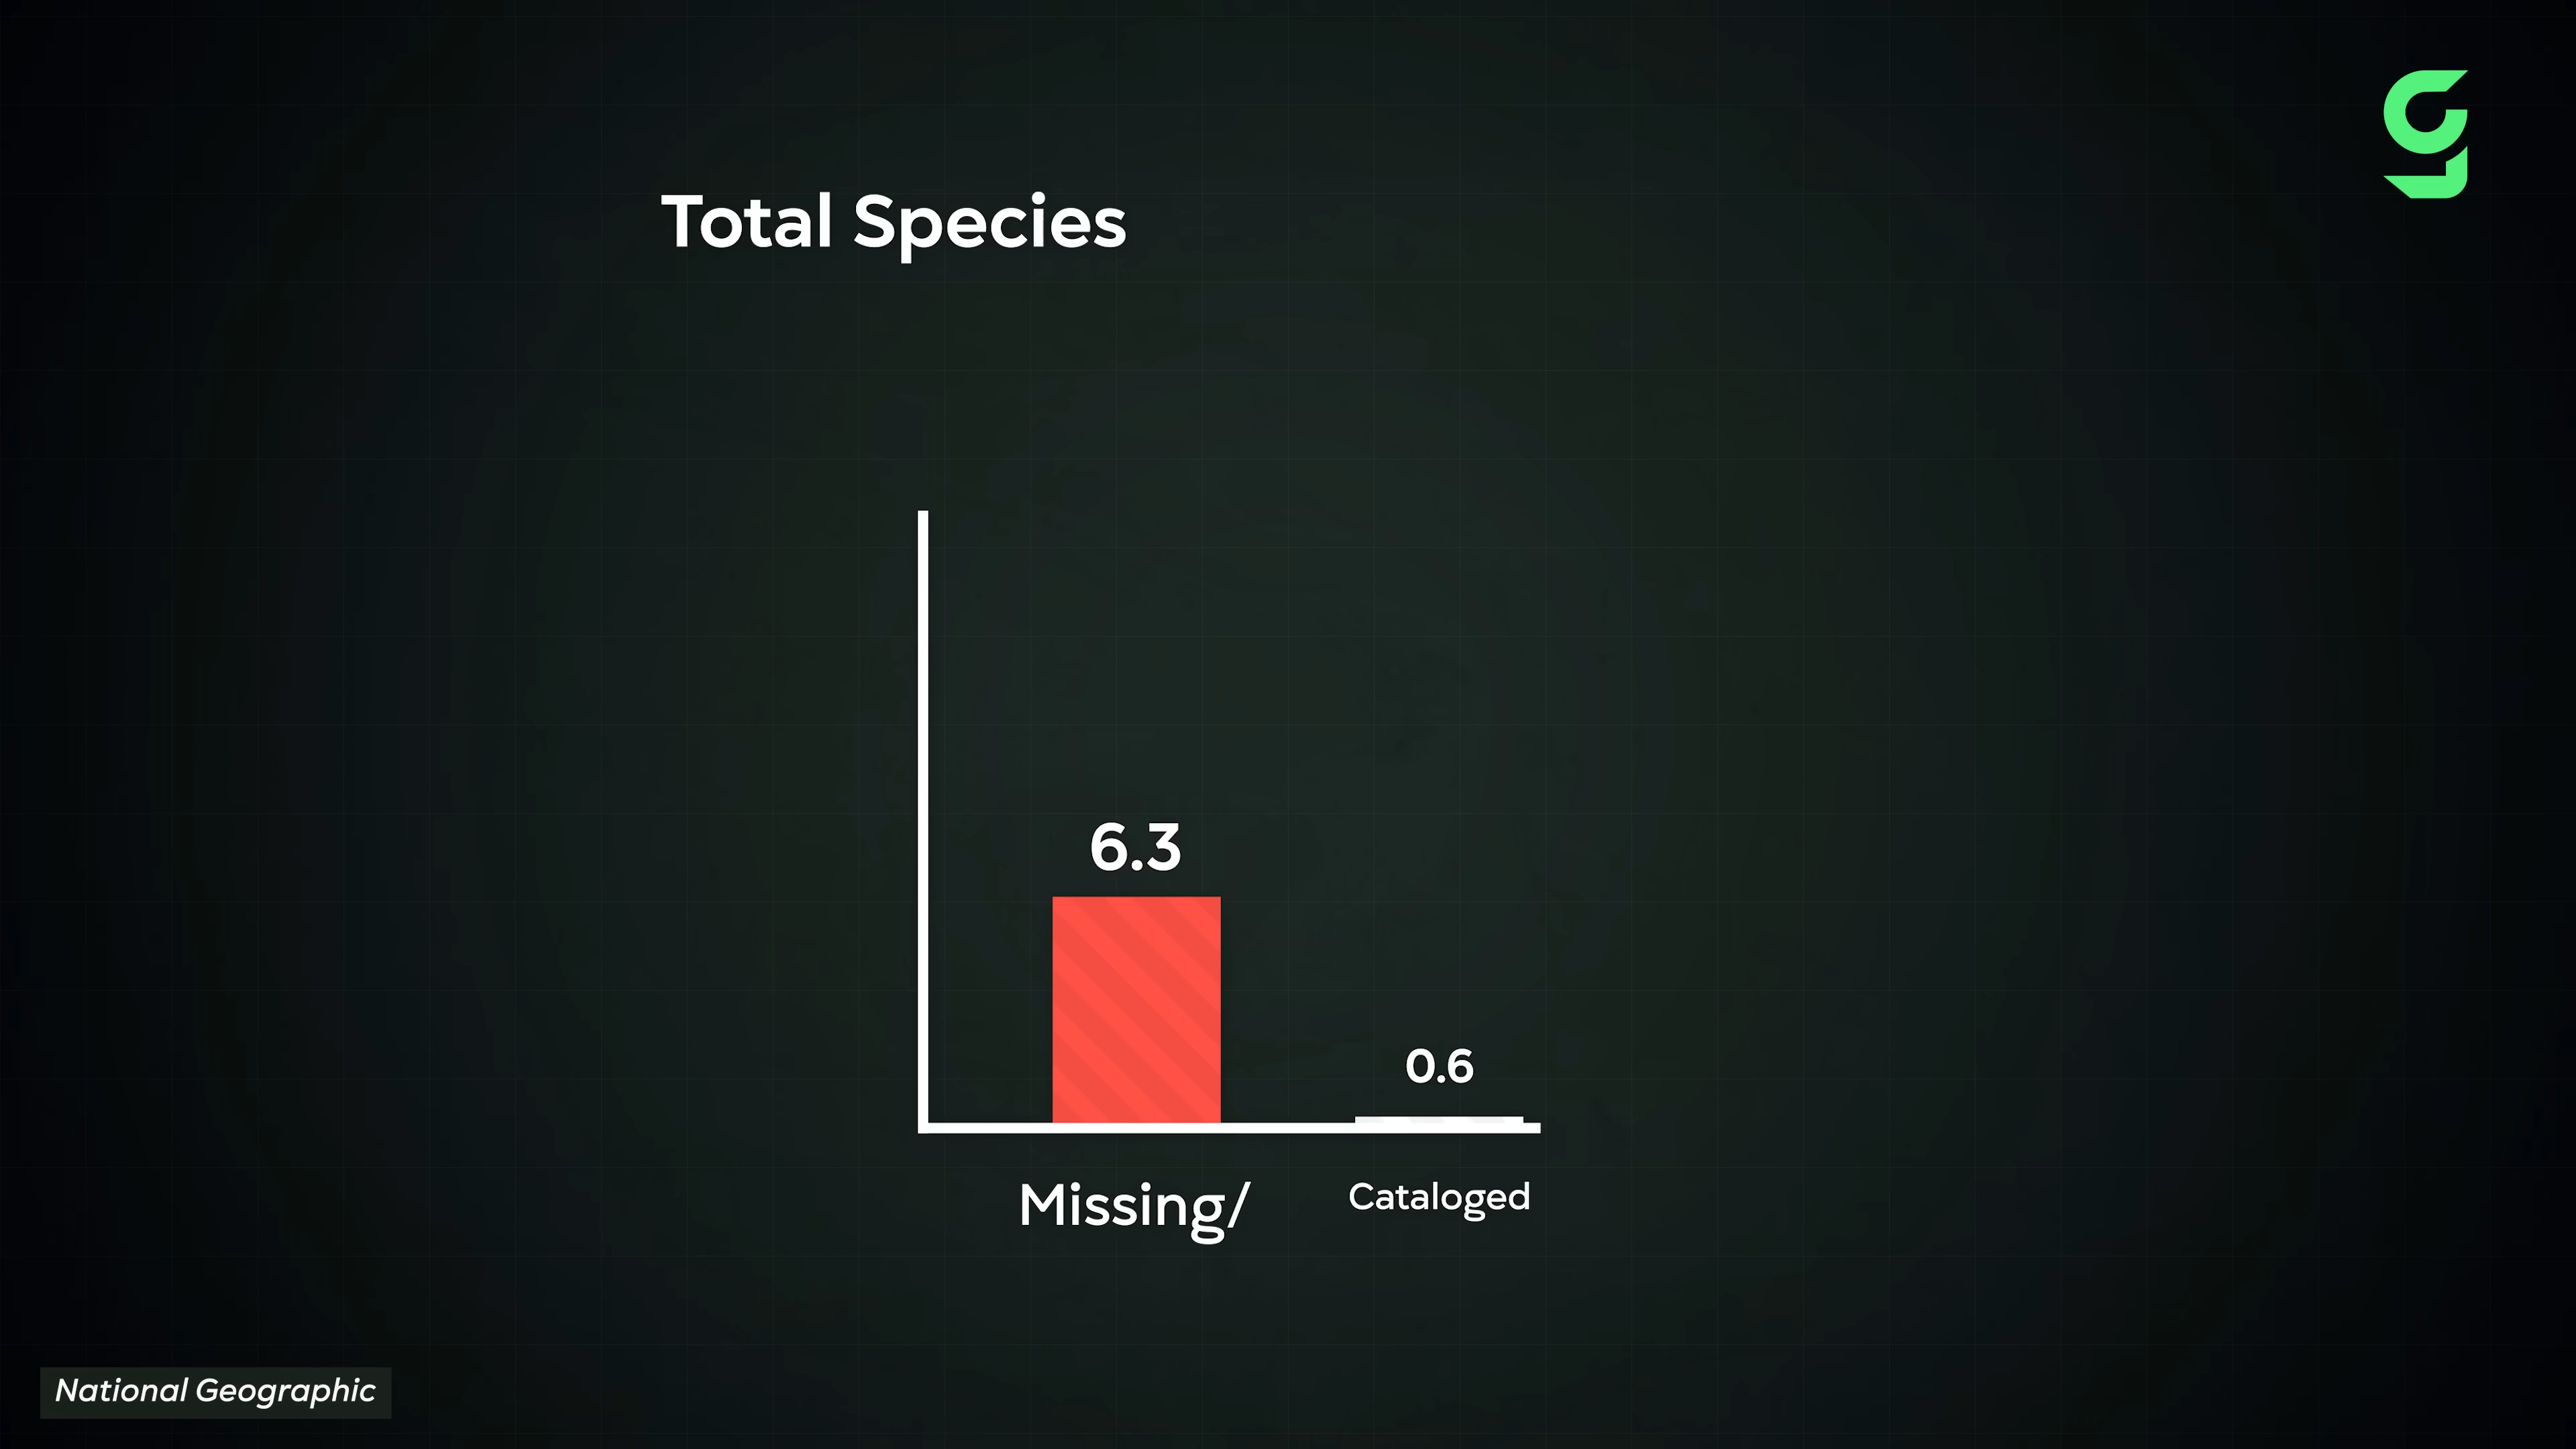 Total Species
6.3
0.6
Missing/
Cataloged
National Geographic